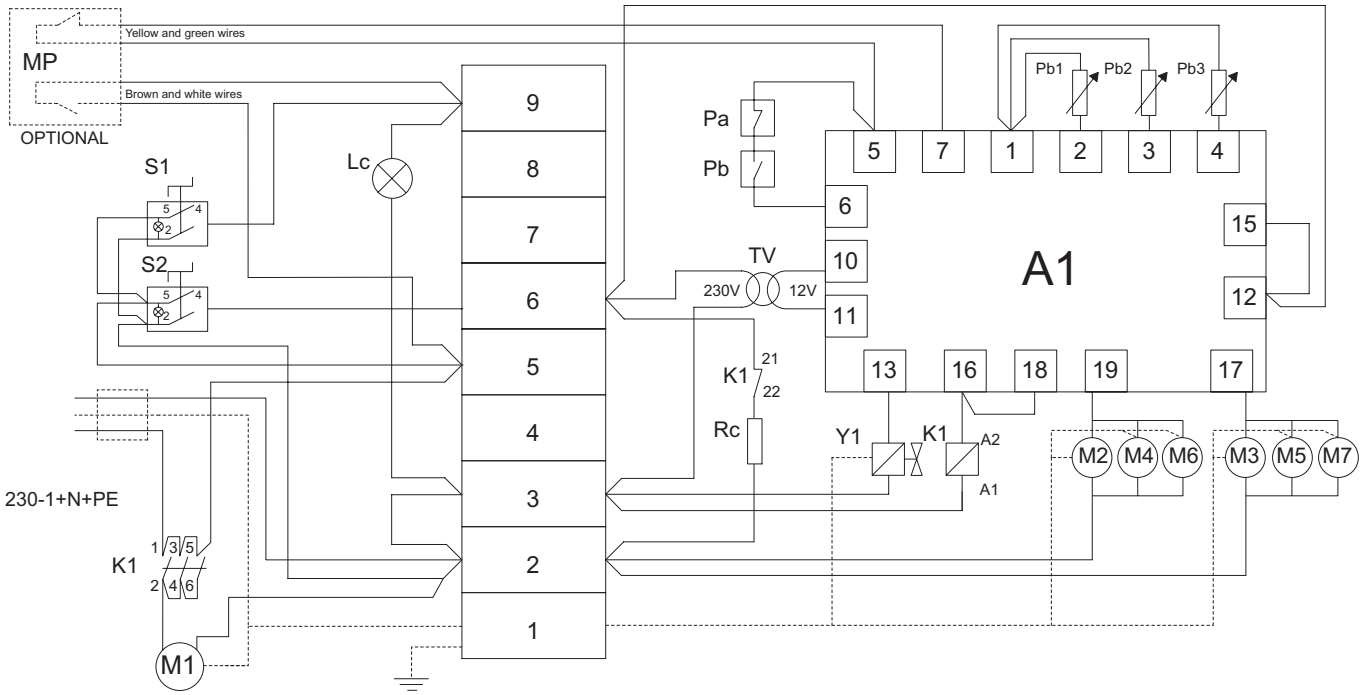 MP
Yellow and green wires
Brown and white wires
OPTIONAL
S1
5 4
2
S2
5 4
2
230-1+N+PE
K1
1 3 5
2 4 6
M1
Lc
9
8
7
6
5
4
3
2
1
Pa
Pb
TV
230V 12V
K1
21
22
Rc
Pb1 Pb2 Pb3
5 7 1 2 3 4
6
10
11
A1
15
12
13 16 18 19 17
Y1
K1
A2
A1
M2 M4 M6
M3 M5 M7